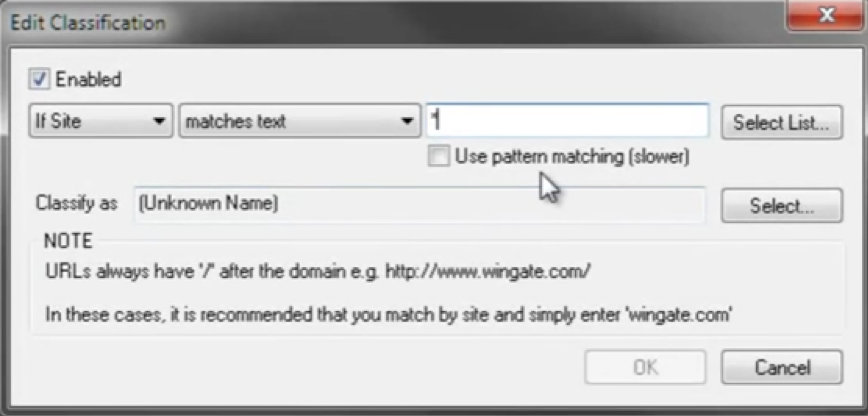 Edit Classification
Enabled
If Site matches text * Select List...
Use pattern matching (slower)
Classify as (Unknown Name) Select...
NOTE
URLs always have '/' after the domain e.g. http://www.wingate.com/
In these cases, it is recommended that you match by site and simply enter 'wingate.com'
OK Cancel